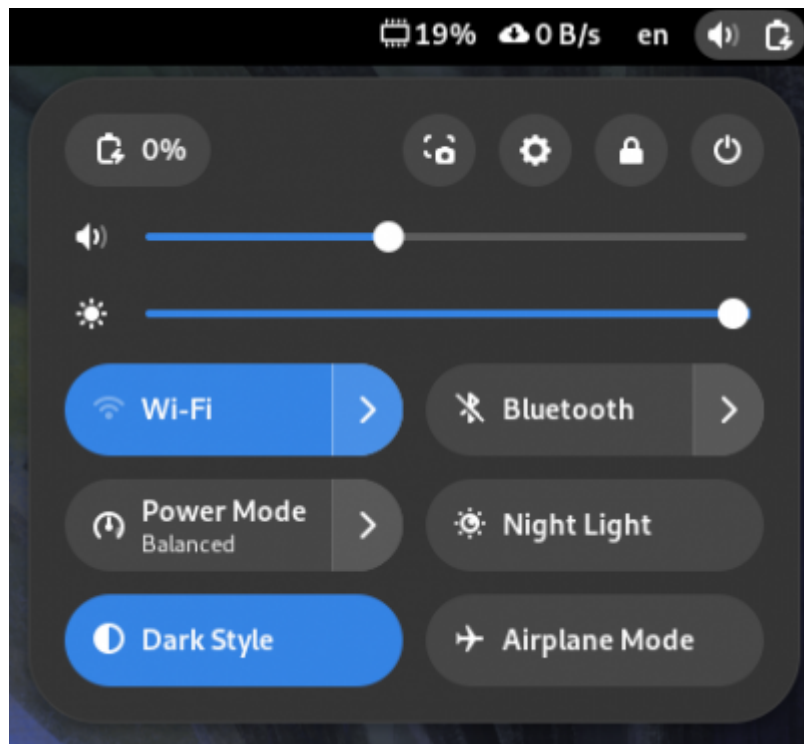 19% 0 B/s en
0%
Wi-Fi Bluetooth
Power Mode Night Light
Balanced
Dark Style Airplane Mode